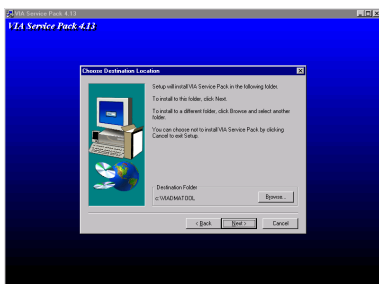 VIA Service Pack 4.13
VIA Service Pack 4.13
Choose Destination Location
Setup will install VIA Service Pack in the following folder.
To install to this folder, click Next.
To install to a different folder, click Browse and select another
folder.
You can choose not to install VIA Service Pack by clicking
Cancel to exit Setup.
Destination Folder
c:\VIADMATOOL
Browse...
< Back
Next >
Cancel